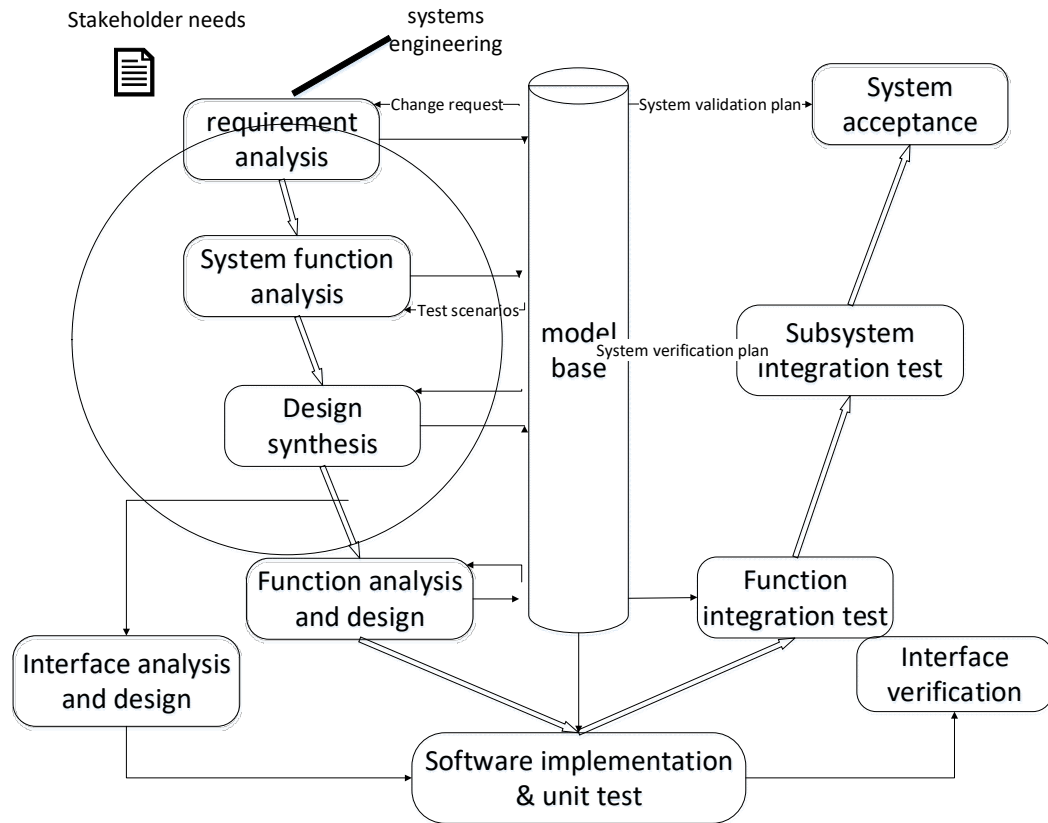 Stakeholder needs
systems
engineering
requirement
analysis
Change request
System validation plan
System
acceptance
System function
analysis
Test scenarios
model
base
System verification plan
Subsystem
integration test
Design
synthesis
Function analysis
and design
Function
integration test
Interface analysis
and design
Interface
verification
Software implementation
& unit test